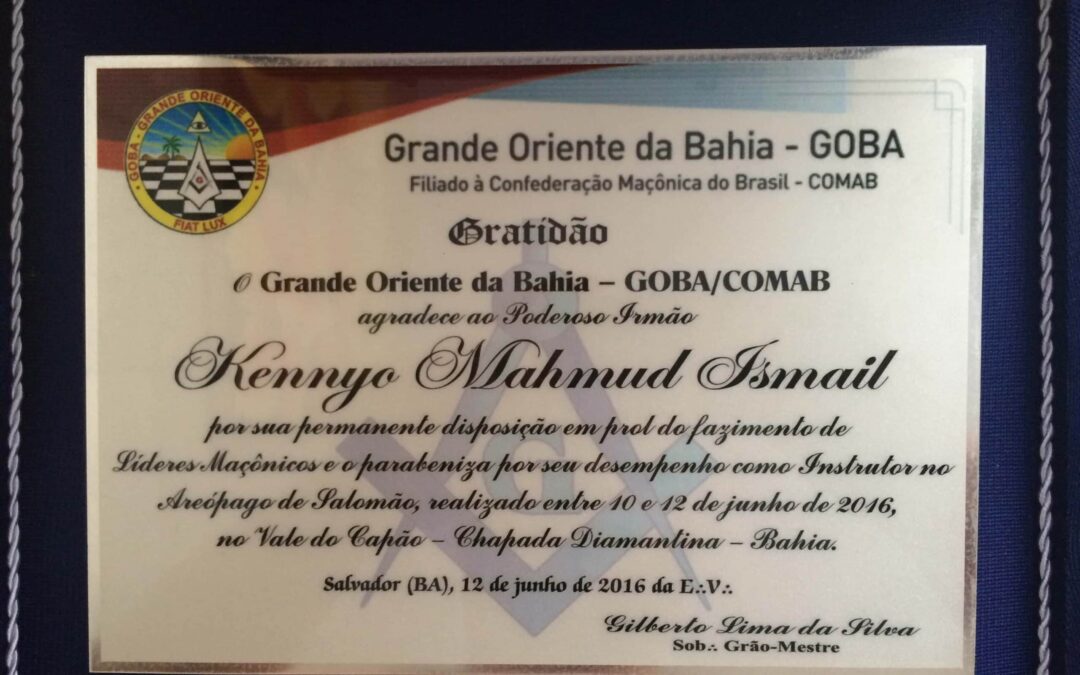 GOBA - GRANDE ORIENTE DA BAHIA
FIAT LUX
G
Grande Oriente da Bahia - GOBA
Filiado à Confederação Maçônica do Brasil - COMAB
Gratidão
O Grande Oriente da Bahia – GOBA/COMAB
agradece ao Poderoso Irmão
Kennyo Mahmud Ismail
por sua permanente disposição em prol do fazimento de
Líderes Maçônicos e o parabeniza por seu desempenho como Instrutor no
Areópago de Salomão, realizado entre 10 e 12 de junho de 2016,
no Vale do Capão – Chapada Diamantina – Bahia.
G
Salvador (BA), 12 de junho de 2016 da E∴V∴
Gilberto Lima da Silva
Sob∴ Grão-Mestre